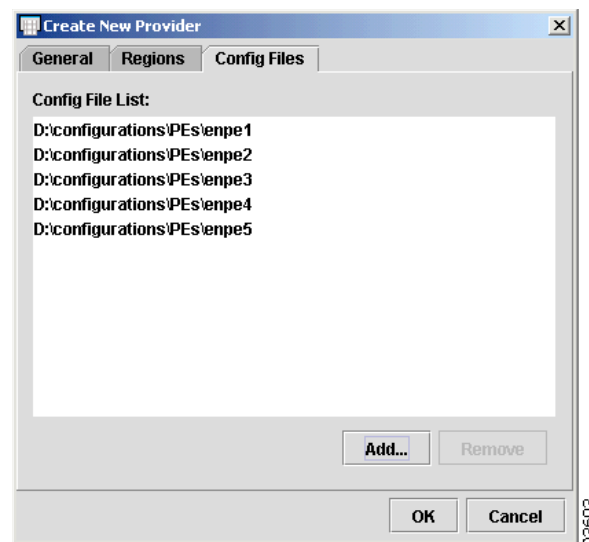 Create New Provider
General Regions Config Files
Config File List:
D:\configurations\PEs\enpe1
D:\configurations\PEs\enpe2
D:\configurations\PEs\enpe3
D:\configurations\PEs\enpe4
D:\configurations\PEs\enpe5
Add... Remove
OK Cancel